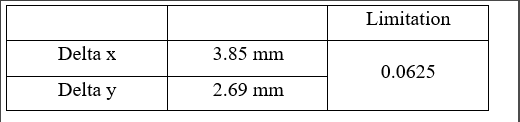 Limitation
Delta x 3.85 mm
0.0625
Delta y 2.69 mm